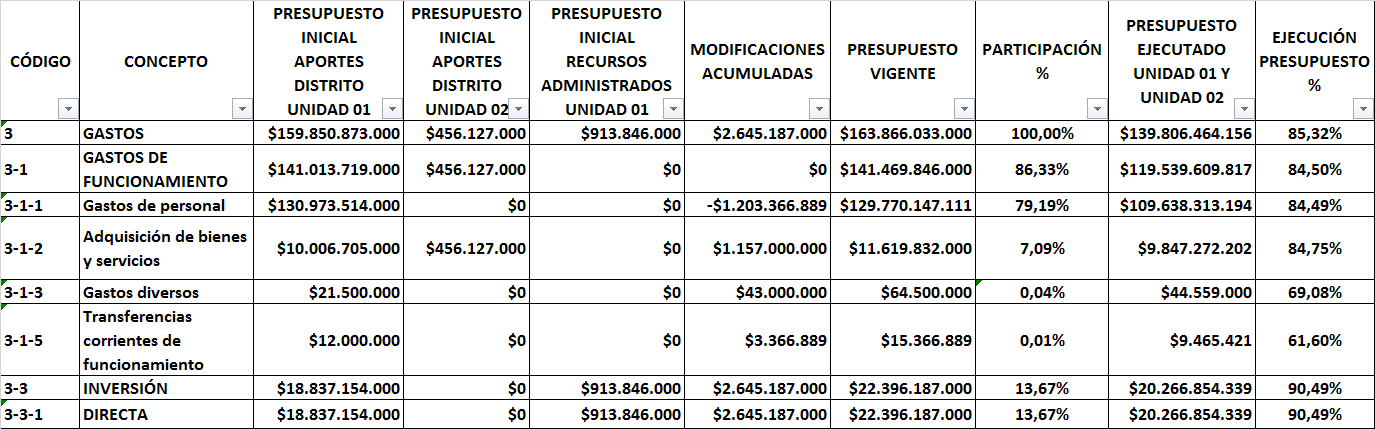 CÓDIGO CONCEPTO PRESUPUESTO INICIAL APORTES DISTRITO UNIDAD 01 PRESUPUESTO INICIAL APORTES DISTRITO UNIDAD 02 PRESUPUESTO INICIAL RECURSOS ADMINISTRADOS UNIDAD 01 MODIFICACIONES ACUMULADAS PRESUPUESTO VIGENTE PARTICIPACIÓN % PRESUPUESTO EJECUTADO UNIDAD 01 Y UNIDAD 02 EJECUCIÓN PRESUPUESTO %
3 GASTOS $159.850.873.000 $456.127.000 $913.846.000 $2.645.187.000 $163.866.033.000 100,00% $139.806.464.156 85,32%
3-1 GASTOS DE FUNCIONAMIENTO $141.013.719.000 $456.127.000 $0 $0 $141.469.846.000 86,33% $119.539.609.817 84,50%
3-1-1 Gastos de personal $130.973.514.000 $0 $0 -$1.203.366.889 $129.770.147.111 79,19% $109.638.313.194 84,49%
3-1-2 Adquisición de bienes y servicios $10.006.705.000 $456.127.000 $0 $1.157.000.000 $11.619.832.000 7,09% $9.847.272.202 84,75%
3-1-3 Gastos diversos $21.500.000 $0 $0 $43.000.000 $64.500.000 0,04% $44.559.000 69,08%
3-1-5 Transferencias corrientes de funcionamiento $12.000.000 $0 $0 $3.366.889 $15.366.889 0,01% $9.465.421 61,60%
3-3 INVERSIÓN $18.837.154.000 $0 $913.846.000 $2.645.187.000 $22.396.187.000 13,67% $20.266.854.339 90,49%
3-3-1 DIRECTA $18.837.154.000 $0 $913.846.000 $2.645.187.000 $22.396.187.000 13,67% $20.266.854.339 90,49%